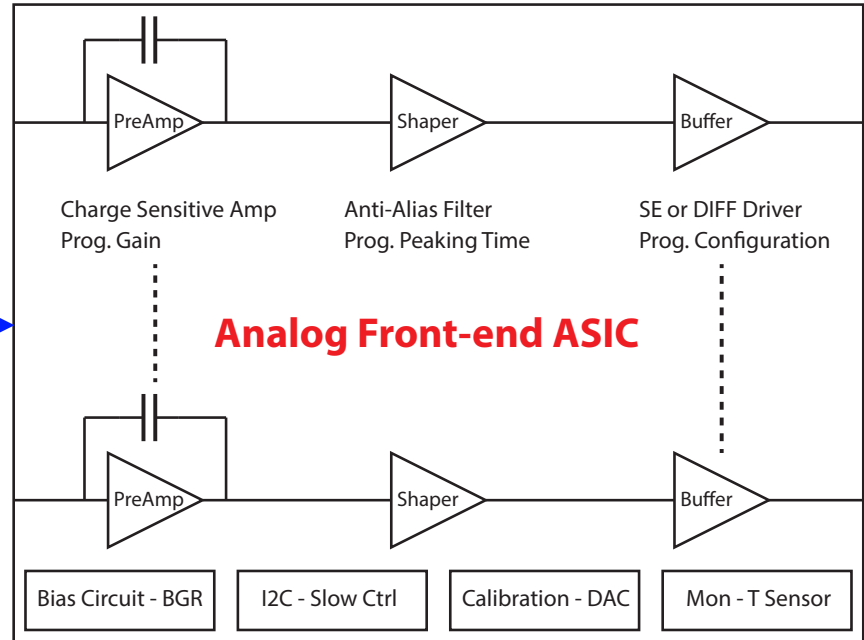 PreAmp
Shaper
Buffer
Charge Sensitive Amp
Prog. Gain
Anti-Alias Filter
Prog. Peaking Time
SE or DIFF Driver
Prog. Configuration
Analog Front-end ASIC
PreAmp
Shaper
Buffer
Bias Circuit - BGR
I2C - Slow Ctrl
Calibration - DAC
Mon - T Sensor